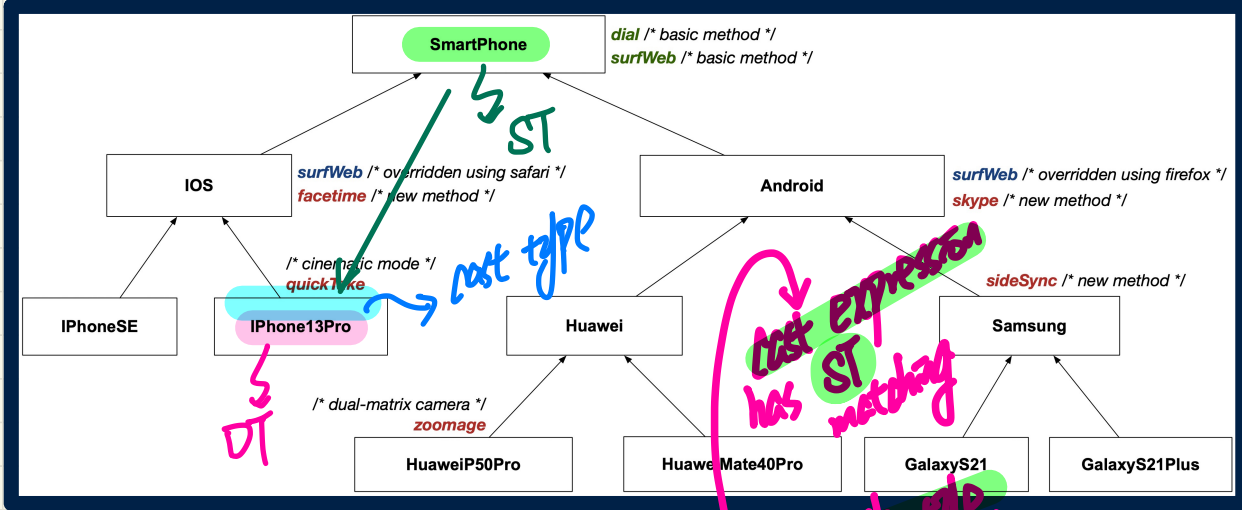 SmartPhone
dial /* basic method */
surfWeb /* basic method */
ST
IOS
surfWeb /* overridden using safari */
facetime /* new method */
Android
surfWeb /* overridden using firefox */
skype /* new method */
/* cinematic mode */
quickTake
cast type
IPhoneSE
IPhone13Pro
DT
Huawei
cast expression
has ST
matching
sideSync /* new method */
Samsung
/* dual-matrix camera */
zoomage
HuaweiP50Pro
HuaweiMate40Pro
GalaxyS21
GalaxyS21Plus